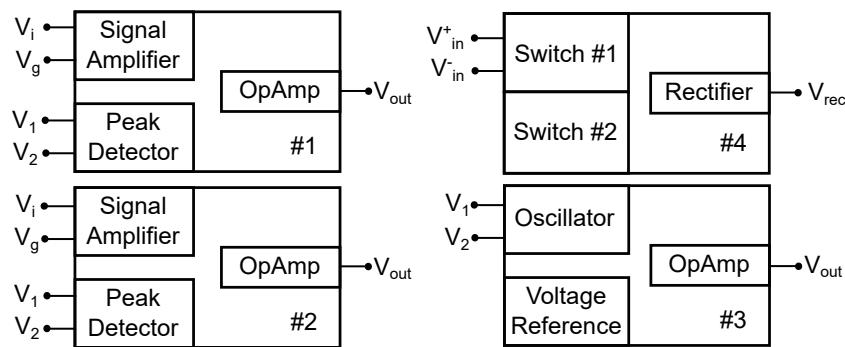 V_i
V_g
Signal
Amplifier
V_1
V_2
Peak
Detector
OpAmp
V_out
#1
V^+_in
V^-_in
Switch #1
Switch #2
Rectifier
V_rec
#4
V_i
V_g
Signal
Amplifier
V_1
V_2
Peak
Detector
OpAmp
V_out
#2
V_1
V_2
Oscillator
Voltage
Reference
OpAmp
V_out
#3